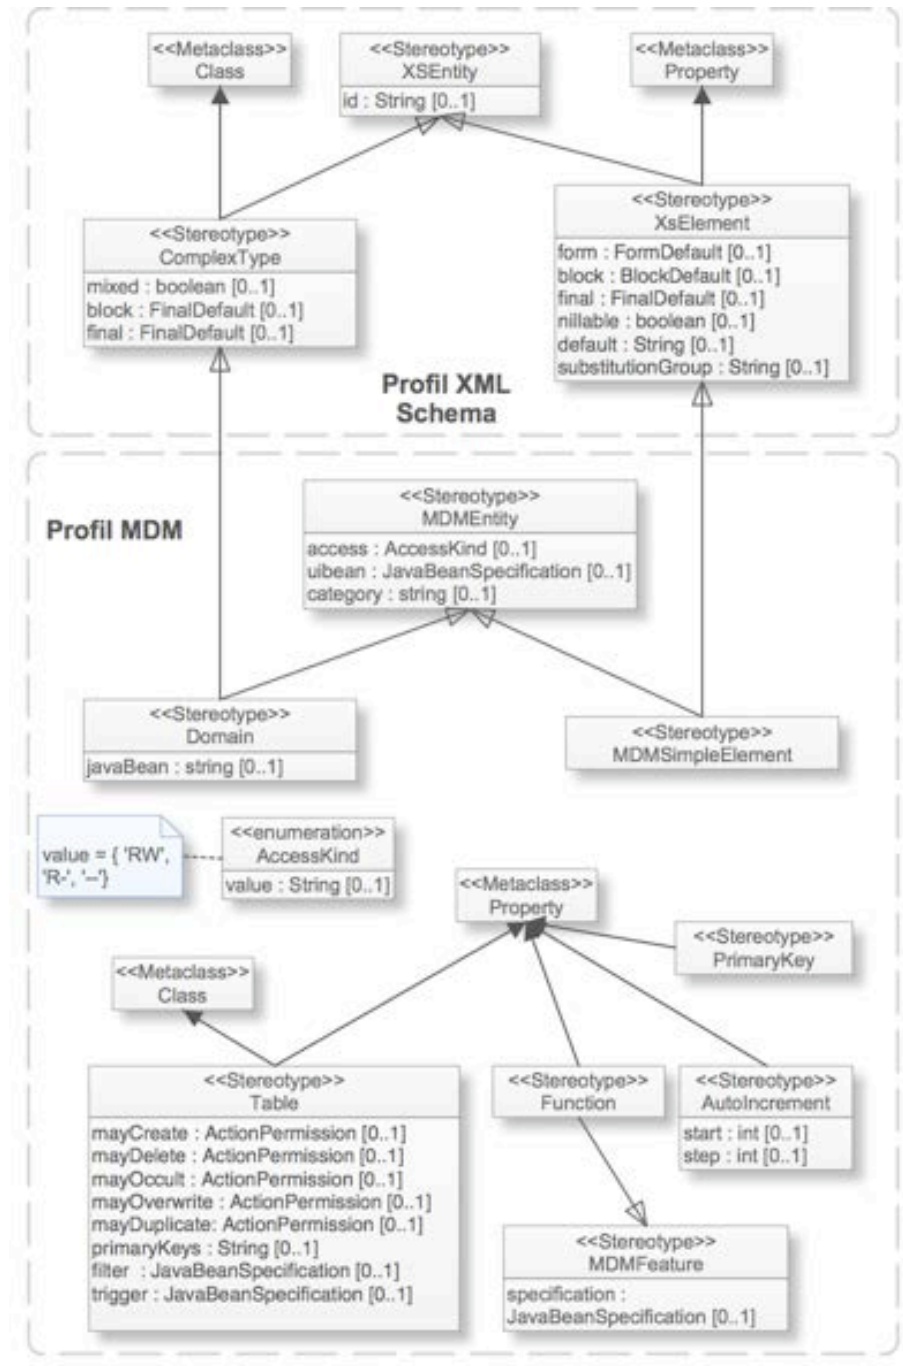 <<Metaclass>>
Class
<<Stereotype>>
XSEntity
id : String [0..1]
<<Metaclass>>
Property
<<Stereotype>>
ComplexType
mixed : boolean [0..1]
block : FinalDefault [0..1]
final : FinalDefault [0..1]
<<Stereotype>>
XsElement
form : FormDefault [0..1]
block : BlockDefault [0..1]
final : FinalDefault [0..1]
nillable : boolean [0..1]
default : String [0..1]
substitutionGroup : String [0..1]
Profil XML
Schema
Profil MDM
<<Stereotype>>
MDMEntity
access : AccessKind [0..1]
uibean : JavaBeanSpecification [0..1]
category : string [0..1]
<<Stereotype>>
Domain
javaBean : string [0..1]
<<Stereotype>>
MDMSimpleElement
value = { 'RW',
'R-', '--'}
<<enumeration>>
AccessKind
value : String [0..1]
<<Metaclass>>
Property
<<Stereotype>>
PrimaryKey
<<Metaclass>>
Class
<<Stereotype>>
Table
mayCreate : ActionPermission [0..1]
mayDelete : ActionPermission [0..1]
mayOccult : ActionPermission [0..1]
mayOverwrite : ActionPermission [0..1]
mayDuplicate: ActionPermission [0..1]
primaryKeys : String [0..1]
filter : JavaBeanSpecification [0..1]
trigger : JavaBeanSpecification [0..1]
<<Stereotype>>
Function
<<Stereotype>>
AutoIncrement
start : int [0..1]
step : int [0..1]
<<Stereotype>>
MDMFeature
specification :
JavaBeanSpecification [0..1]